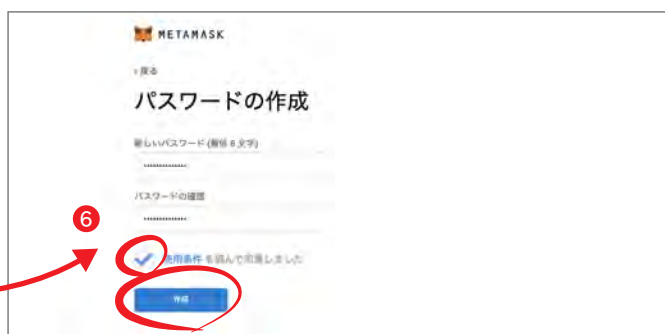 METAMASK
‹戻る
パスワードの作成
新しいパスワード (最低 8 文字)
パスワードの確認
6
使用条件 を読んで同意しました
作成